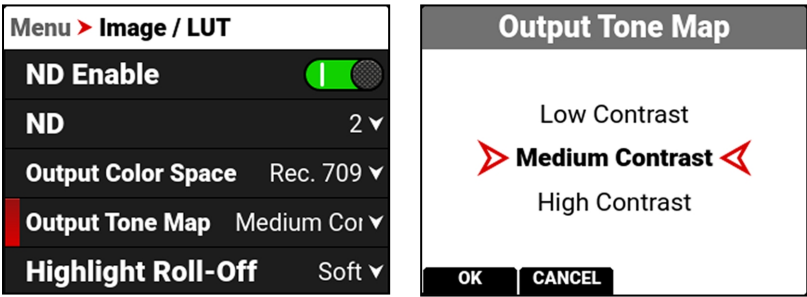 Menu ➤ Image / LUT
ND Enable
ND 2
Output Color Space Rec. 709
Output Tone Map Medium Cor
Highlight Roll-Off Soft
Output Tone Map
Low Contrast
Medium Contrast
High Contrast
OK CANCEL